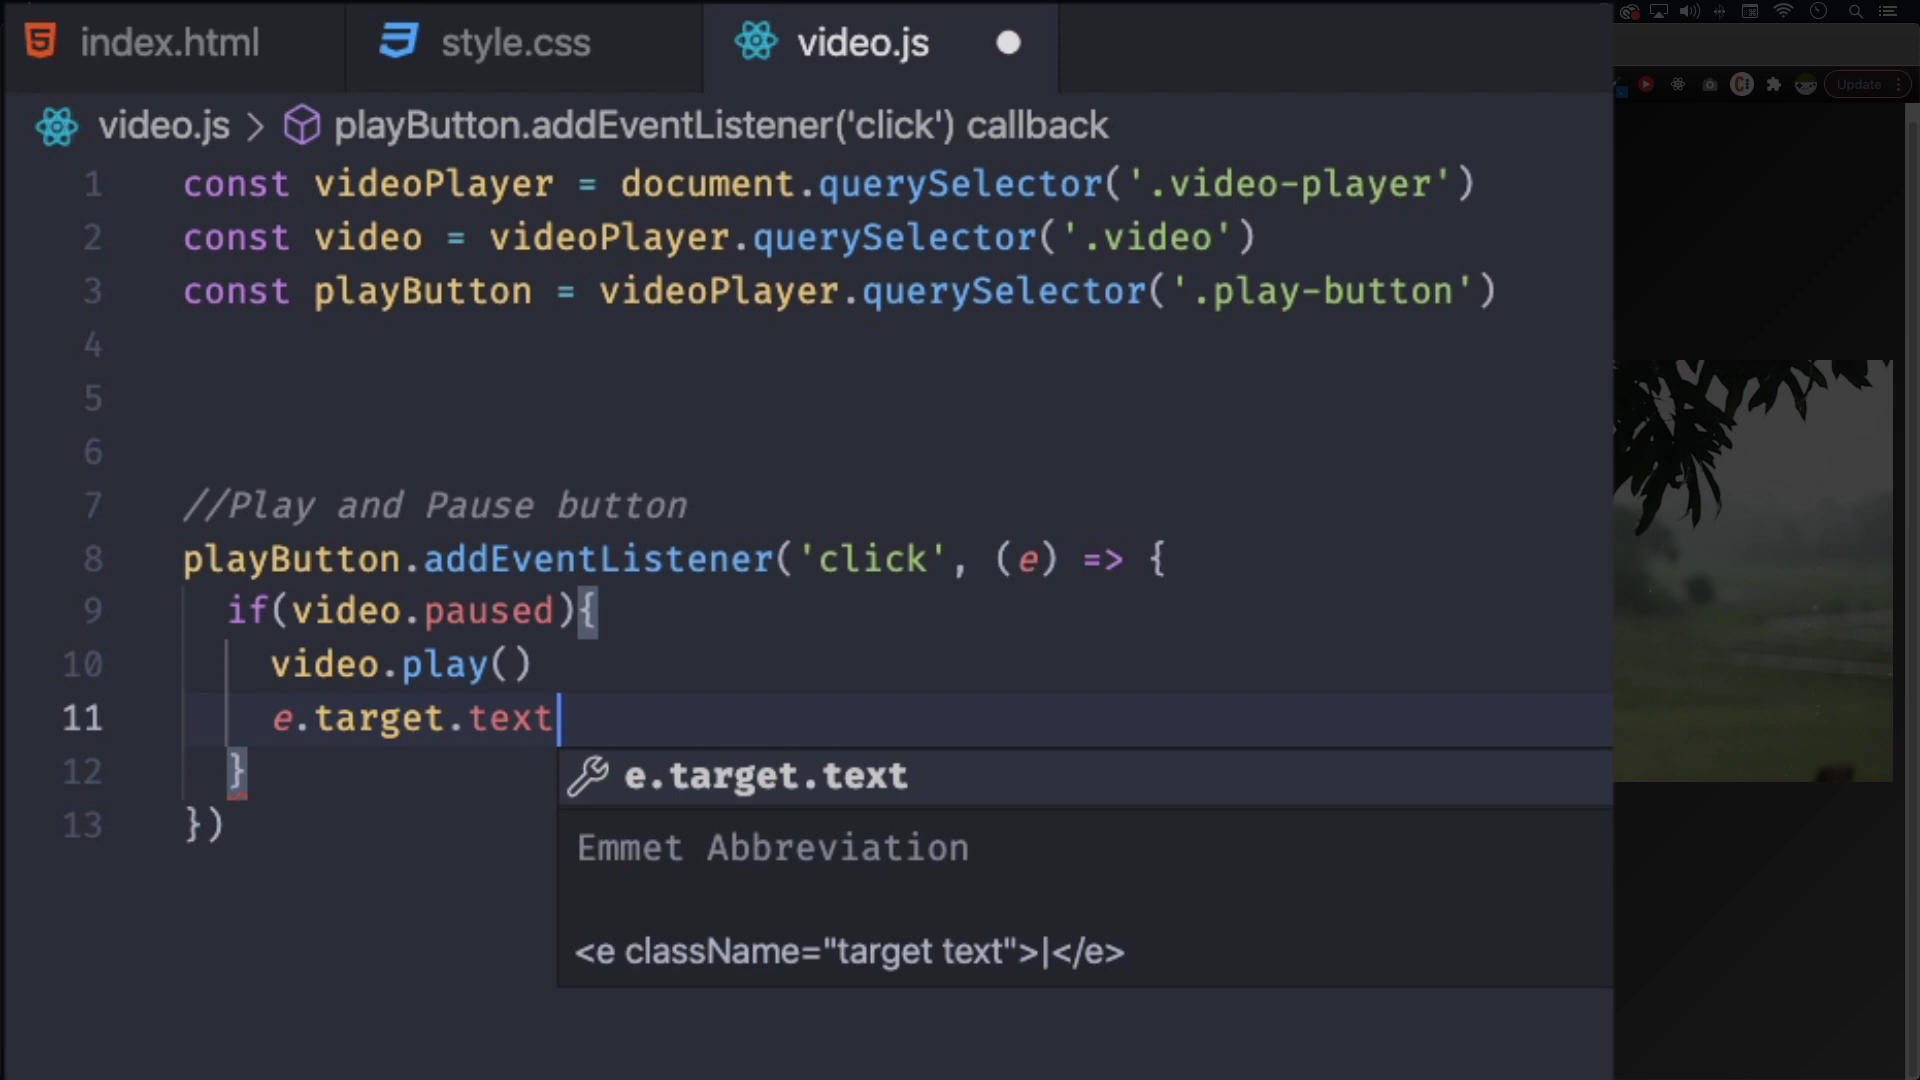 index.html
style.css
video.js
video.js > playButton.addEventListener('click') callback
1 const videoPlayer = document.querySelector('.video-player')
2 const video = videoPlayer.querySelector('.video')
3 const playButton = videoPlayer.querySelector('.play-button')
4
5
6
7 //Play and Pause button
8 playButton.addEventListener('click', (e) => {
9 if(video.paused){
10 video.play()
11 e.target.text
12 }
13 })
e.target.text
Emmet Abbreviation
<e className="target text">|</e>
Update